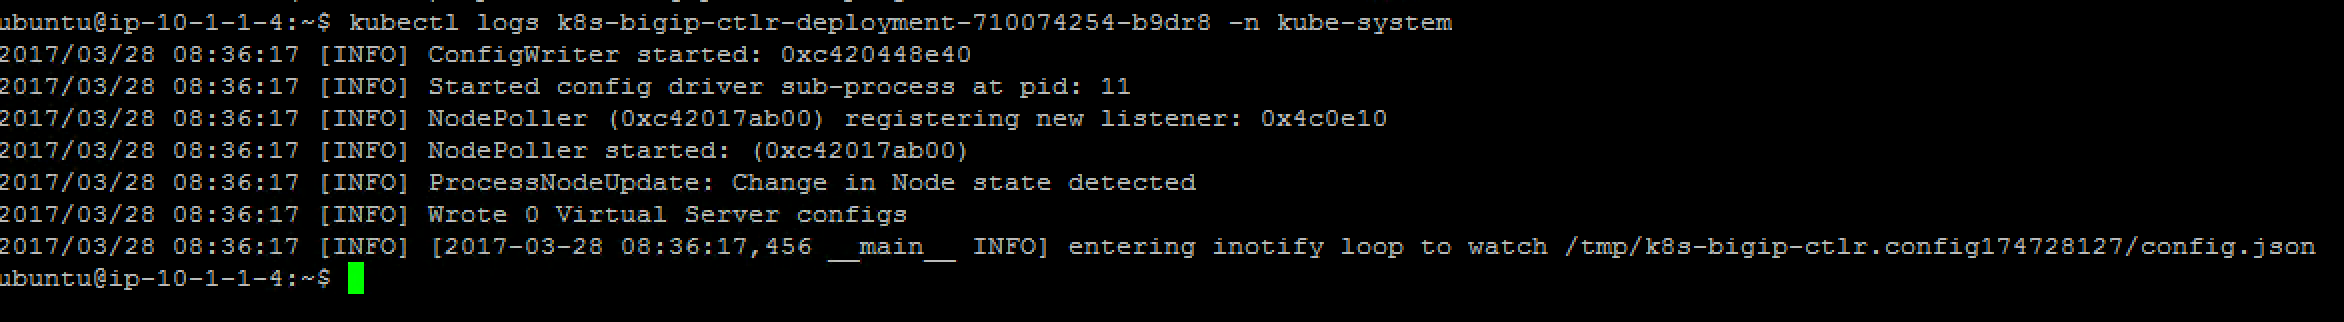 ubuntu@ip-10-1-1-4:~$ kubectl logs k8s-bigip-ctlr-deployment-710074254-b9dr8 -n kube-system
2017/03/28 08:36:17 [INFO] ConfigWriter started: 0xc420448e40
2017/03/28 08:36:17 [INFO] Started config driver sub-process at pid: 11
2017/03/28 08:36:17 [INFO] NodePoller (0xc42017ab00) registering new listener: 0x4c0e10
2017/03/28 08:36:17 [INFO] NodePoller started: (0xc42017ab00)
2017/03/28 08:36:17 [INFO] ProcessNodeUpdate: Change in Node state detected
2017/03/28 08:36:17 [INFO] Wrote 0 Virtual Server configs
2017/03/28 08:36:17 [INFO] [2017-03-28 08:36:17,456 __main__ INFO] entering inotify loop to watch /tmp/k8s-bigip-ctlr.config174728127/config.json
ubuntu@ip-10-1-1-4:~$